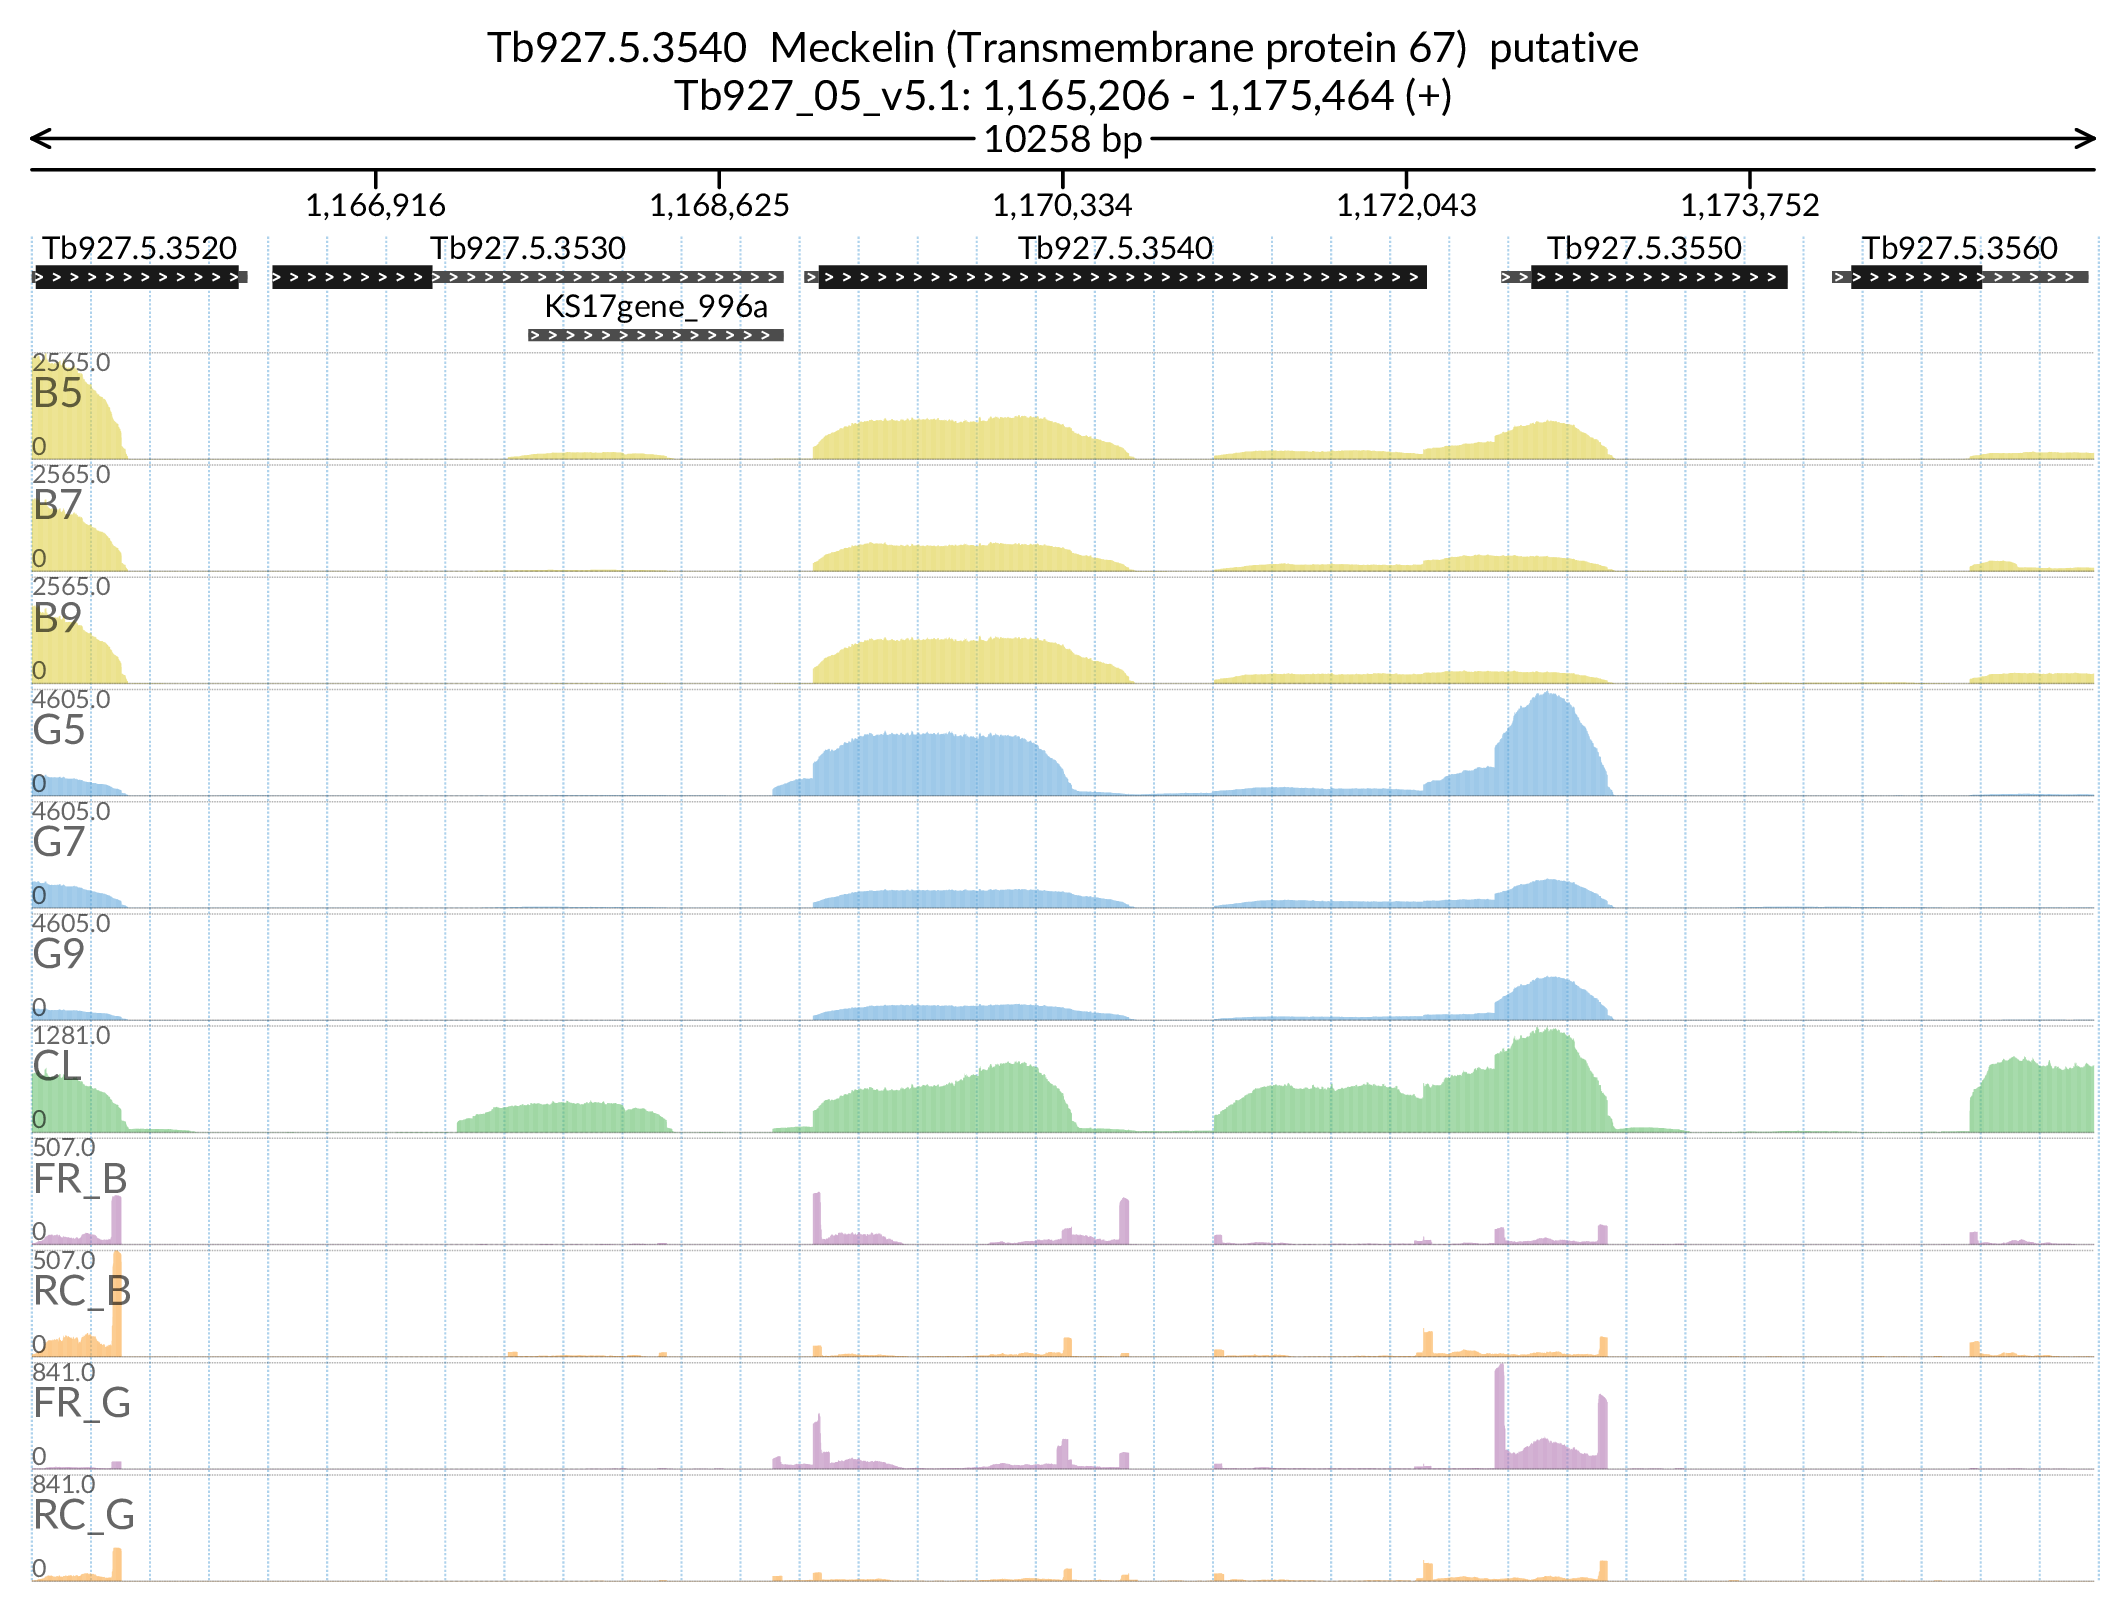 Tb927.5.3540 Meckelin (Transmembrane protein 67) putative
Tb927_05_v5.1: 1,165,206 - 1,175,464 (+)
10258 bp
1,166,916 1,168,625 1,170,334 1,172,043 1,173,752
Tb927.5.3520 Tb927.5.3530 Tb927.5.3540 Tb927.5.3550 Tb927.5.3560
KS17gene_996a
2565.0
B5
0
2565.0
B7
0
2565.0
B9
0
4605.0
G5
0
4605.0
G7
0
4605.0
G9
0
1281.0
CL
0
507.0
FR_B
0
507.0
RC_B
0
841.0
FR_G
0
841.0
RC_G
0